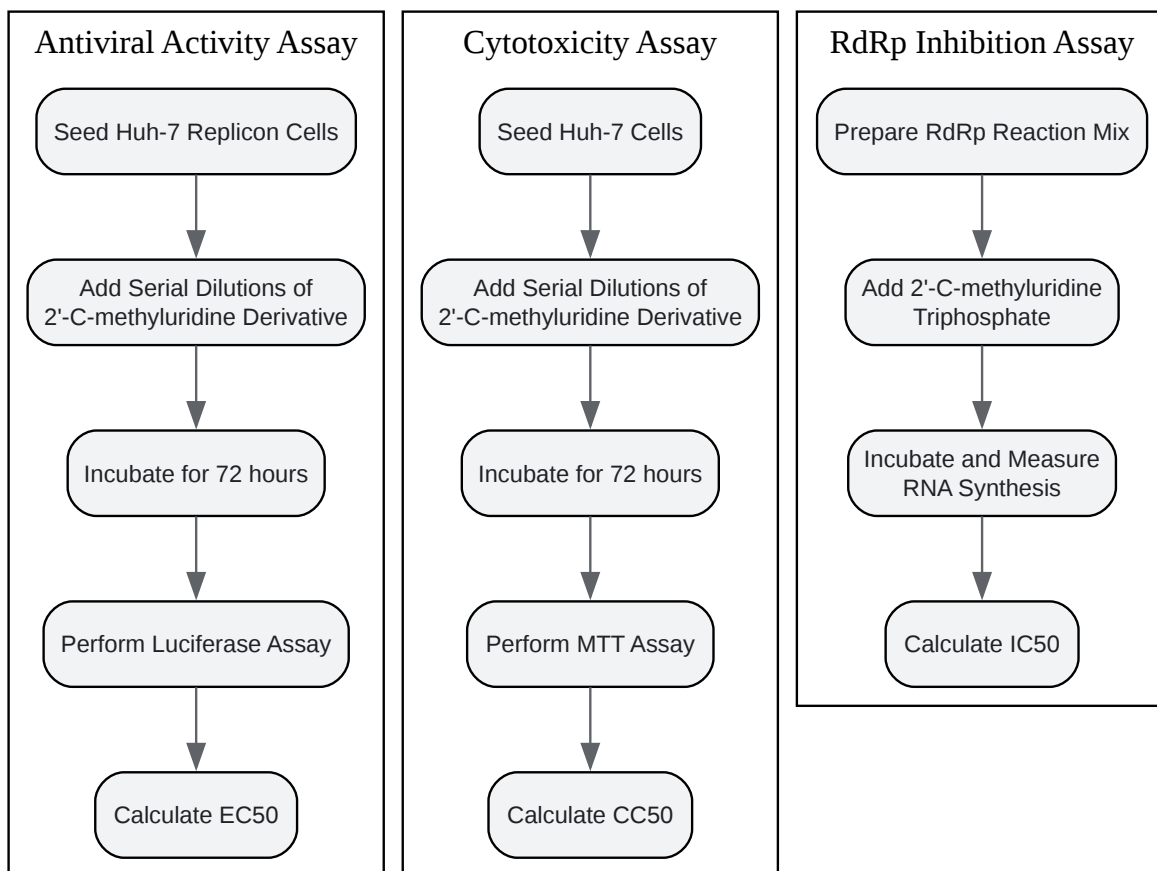 Antiviral Activity Assay
Seed Huh-7 Replicon Cells
Add Serial Dilutions of
2'-C-methyluridine Derivative
Incubate for 72 hours
Perform Luciferase Assay
Calculate EC50
Cytotoxicity Assay
Seed Huh-7 Cells
Add Serial Dilutions of
2'-C-methyluridine Derivative
Incubate for 72 hours
Perform MTT Assay
Calculate CC50
RdRp Inhibition Assay
Prepare RdRp Reaction Mix
Add 2'-C-methyluridine
Triphosphate
Incubate and Measure
RNA Synthesis
Calculate IC50